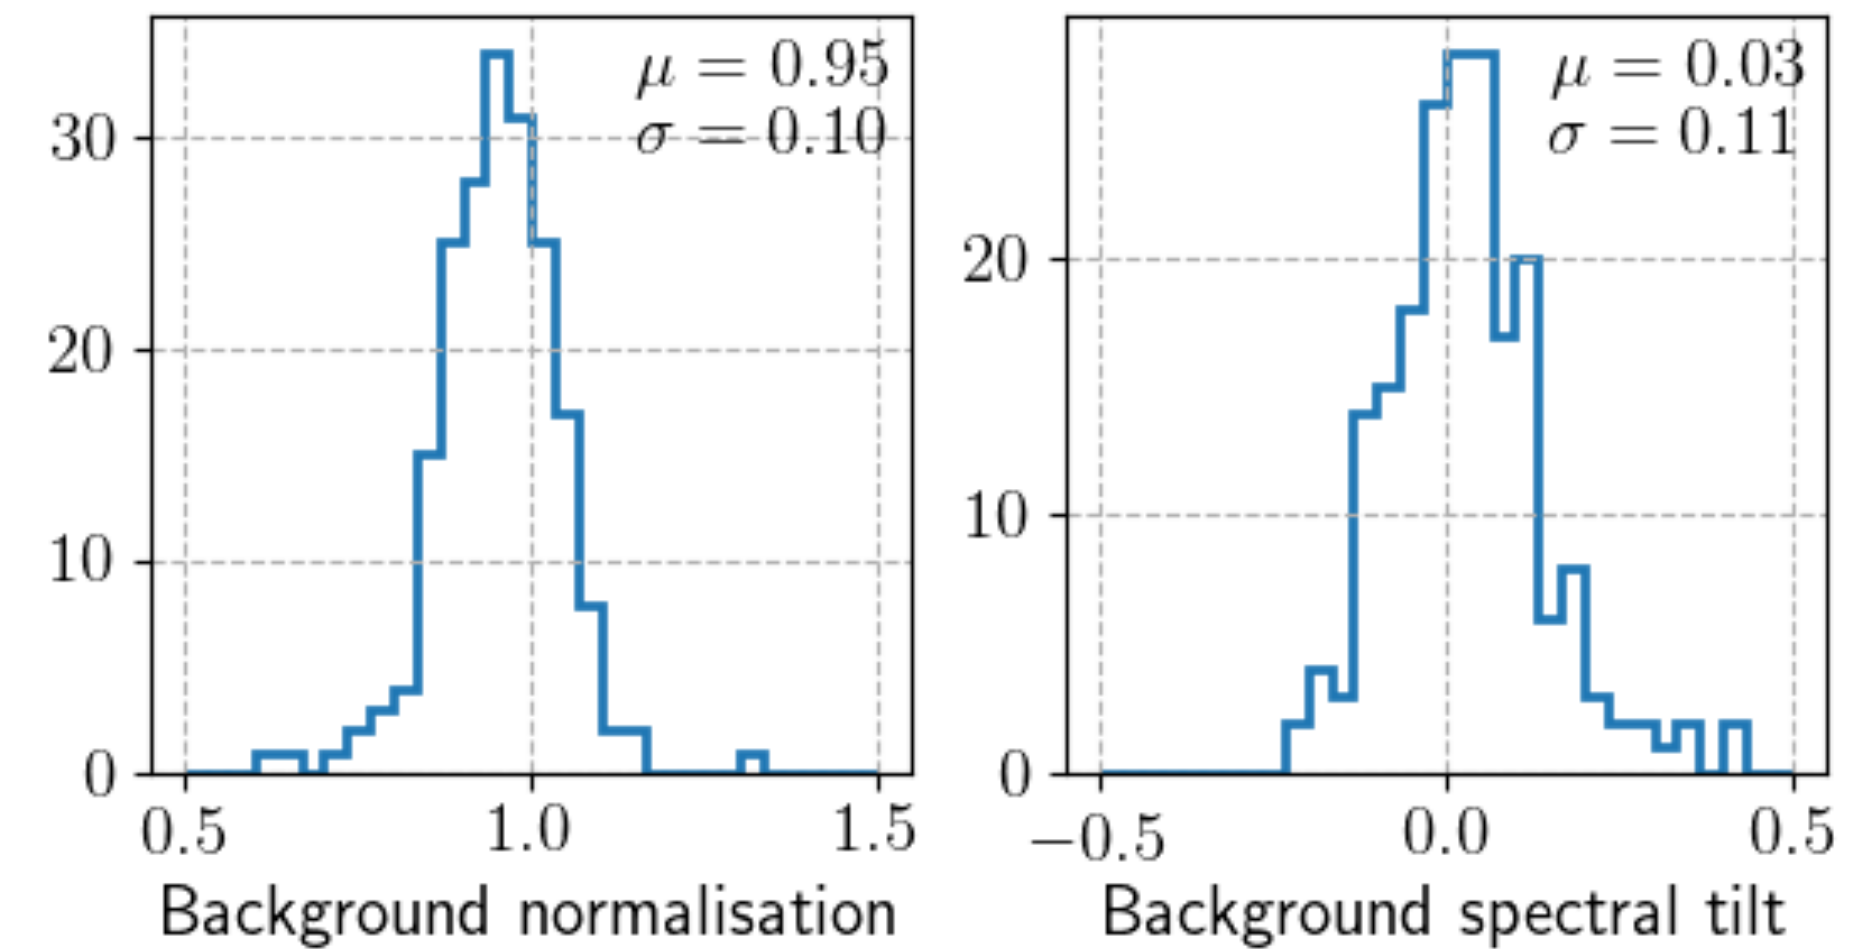 μ = 0.95
σ = 0.10
30
20
10
0
0.5 1.0 1.5
Background normalisation
μ = 0.03
σ = 0.11
20
10
0
−0.5 0.0 0.5
Background spectral tilt